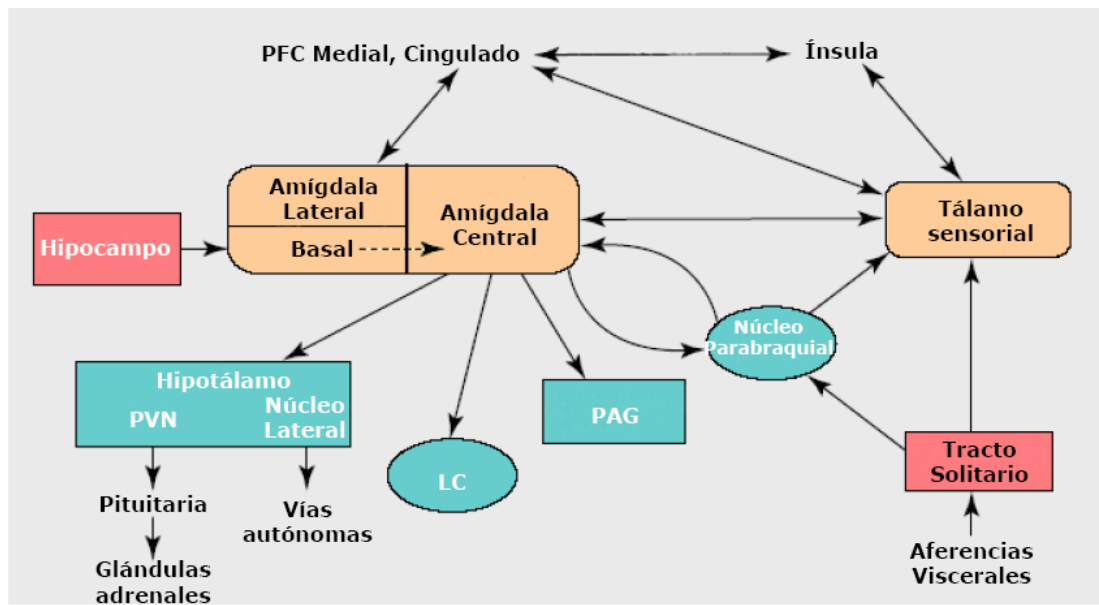 PFC Medial, Cingulado
Ínsula
Amígdala
Lateral
Basal
Amígdala
Central
Tálamo
sensorial
Hipocampo
Núcleo
Parabraquial
Hipotálamo
PVN
Núcleo
Lateral
PAG
LC
Tracto
Solitario
Pituitaria
Vías
autónomas
Glándulas
adrenales
Aferencias
Viscerales